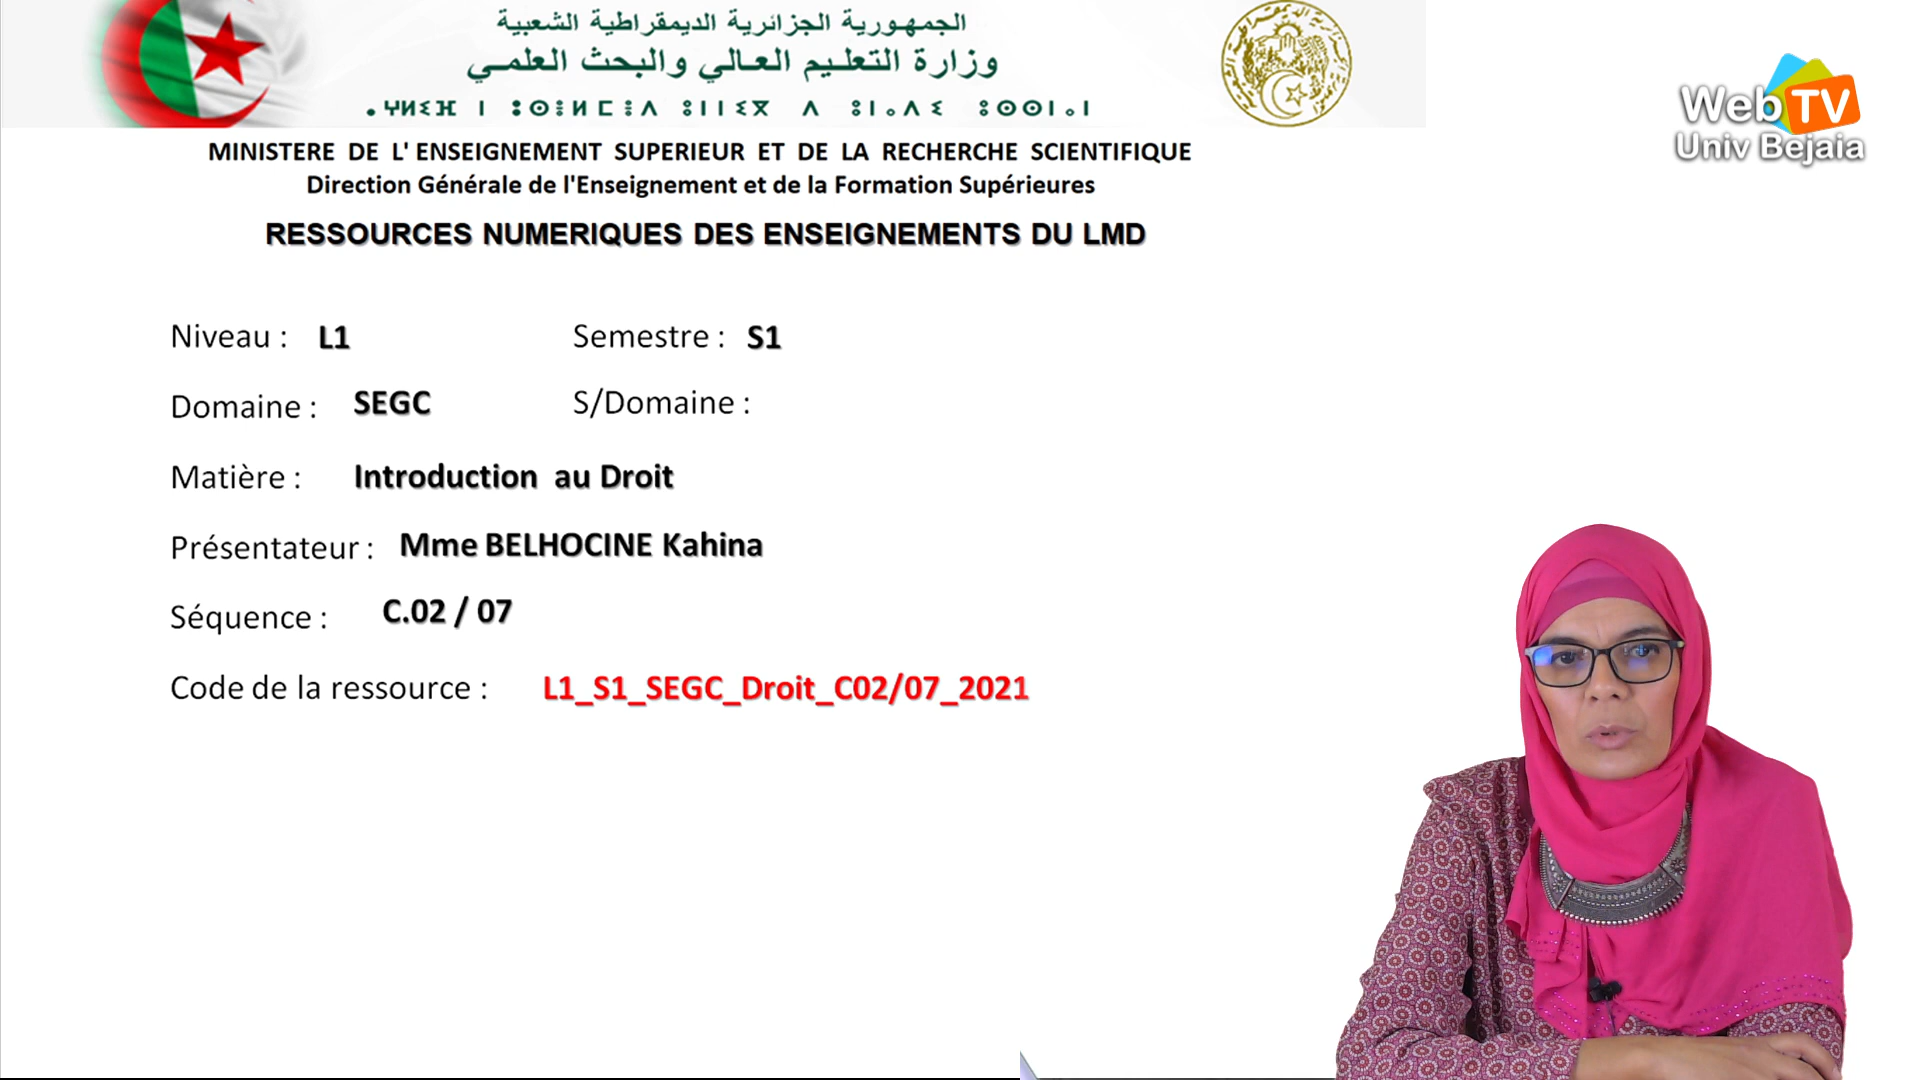 الجمهورية الجزائرية الديمقراطية الشعبية
وزارة التعليم العالي والبحث العلمي
MINISTERE DE L' ENSEIGNEMENT SUPERIEUR ET DE LA RECHERCHE SCIENTIFIQUE
Direction Générale de l'Enseignement et de la Formation Supérieures
RESSOURCES NUMERIQUES DES ENSEIGNEMENTS DU LMD
Web TV
Univ Bejaia
Niveau : L1 Semestre : S1
Domaine : SEGC S/Domaine :
Matière : Introduction au Droit
Présentateur : Mme BELHOCINE Kahina
Séquence : C.02 / 07
Code de la ressource : L1_S1_SEGC_Droit_C02/07_2021